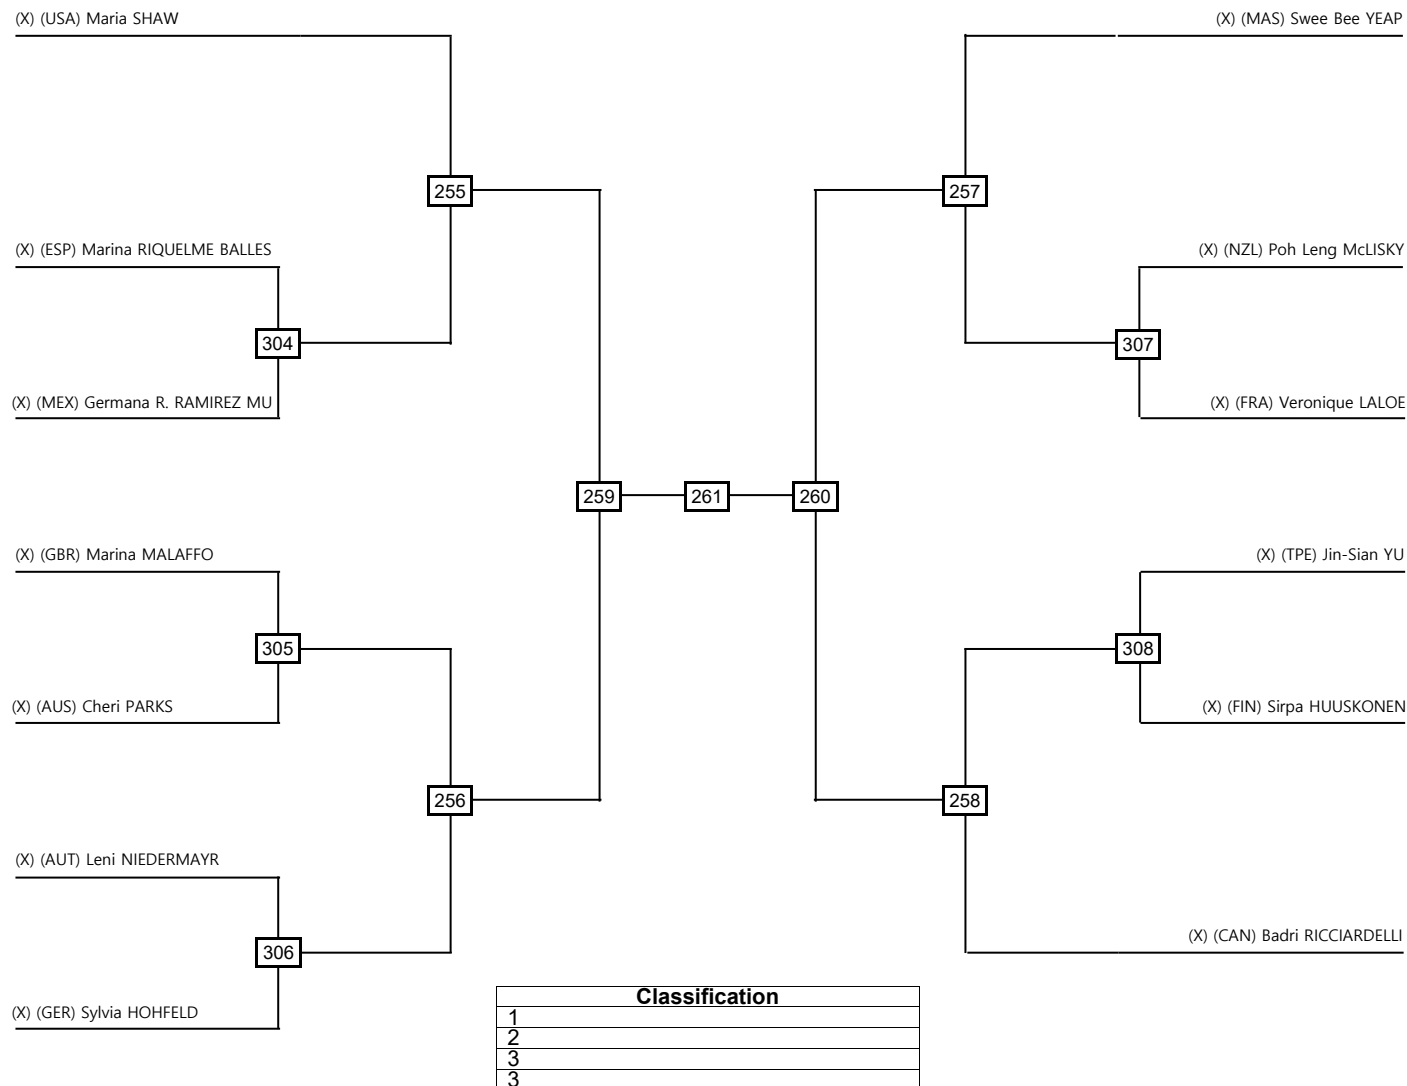 (X) (USA) Maria SHAW
(X) (MAS) Swee Bee YEAP
255
257
(X) (ESP) Marina RIQUELME BALLES
(X) (NZL) Poh Leng McLISKY
304
307
(X) (MEX) Germana R. RAMIREZ MU
(X) (FRA) Veronique LALOE
259
261
260
(X) (GBR) Marina MALAFFO
(X) (TPE) Jin-Sian YU
305
308
(X) (AUS) Cheri PARKS
(X) (FIN) Sirpa HUUSKONEN
256
258
(X) (AUT) Leni NIEDERMAYR
(X) (CAN) Badri RICCIARDELLI
306
(X) (GER) Sylvia HOHFELD
Classification
1
2
3
3